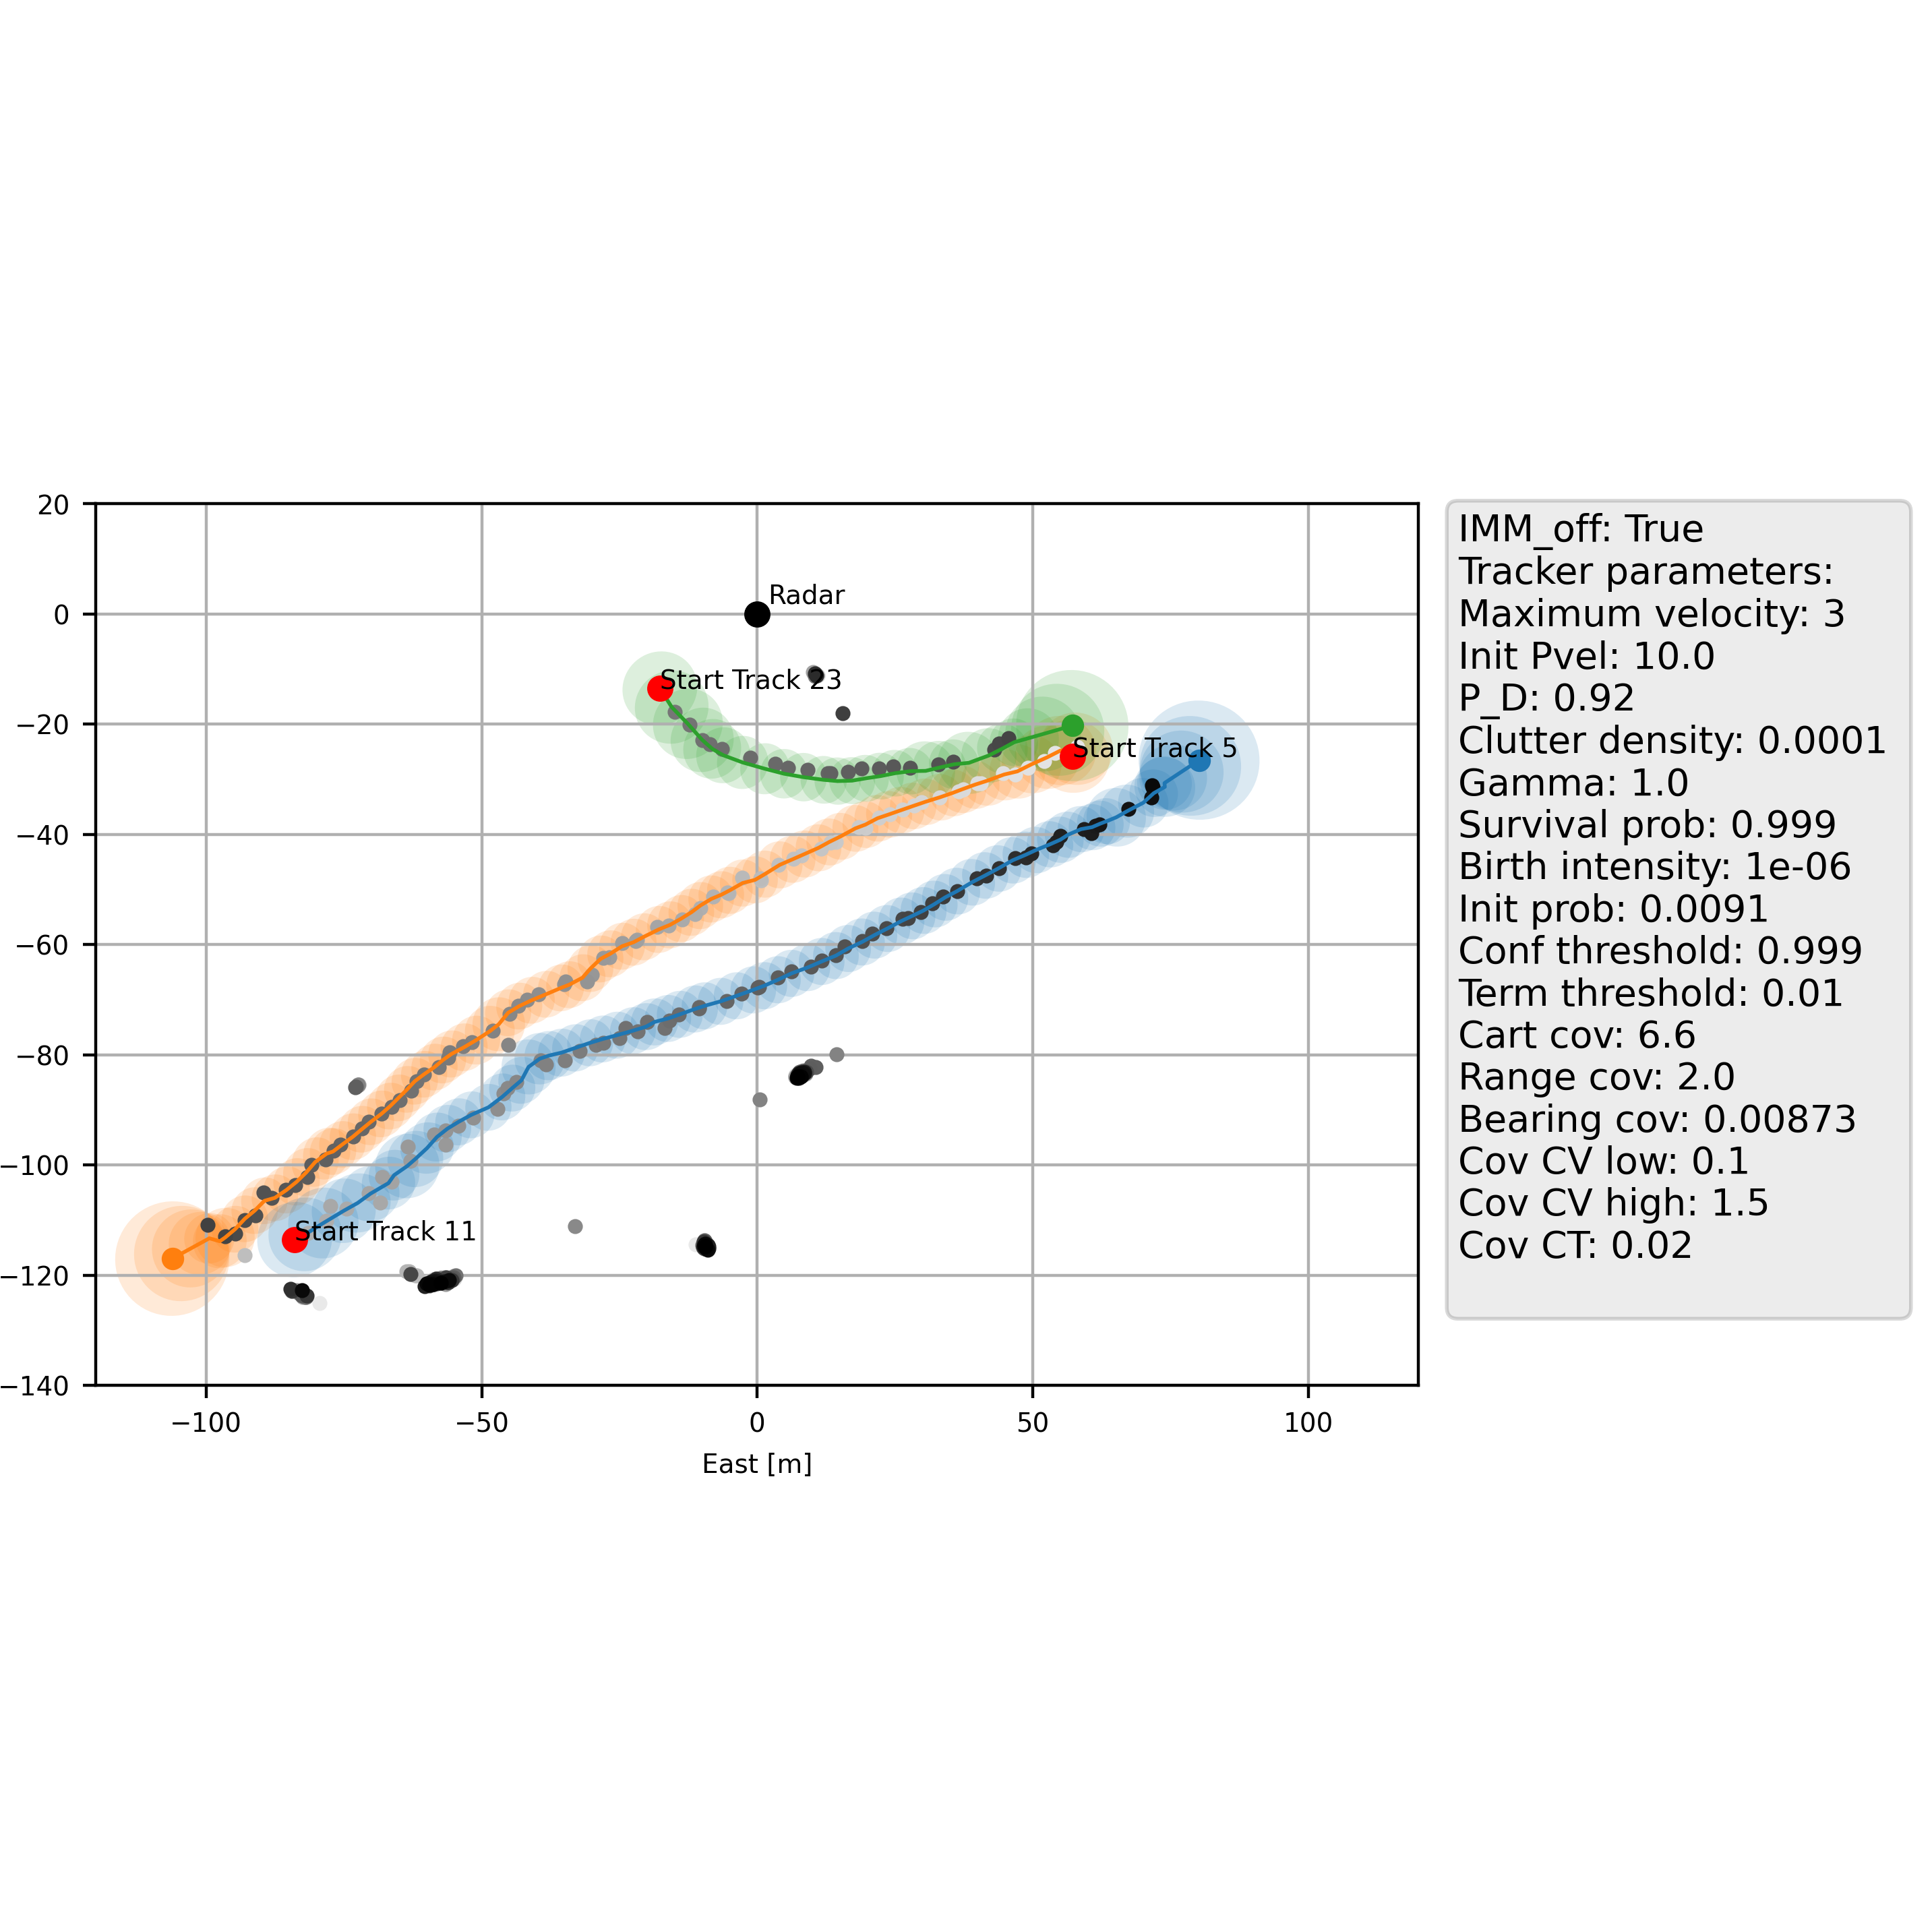 20
0
−20
−40
−60
−80
−100
−120
−140
−100
−50
0
50
100
East [m]
Radar
Start Track 23
Start Track 5
Start Track 11
IMM_off: True
Tracker parameters:
Maximum velocity: 3
Init Pvel: 10.0
P_D: 0.92
Clutter density: 0.0001
Gamma: 1.0
Survival prob: 0.999
Birth intensity: 1e-06
Init prob: 0.0091
Conf threshold: 0.999
Term threshold: 0.01
Cart cov: 6.6
Range cov: 2.0
Bearing cov: 0.00873
Cov CV low: 0.1
Cov CV high: 1.5
Cov CT: 0.02